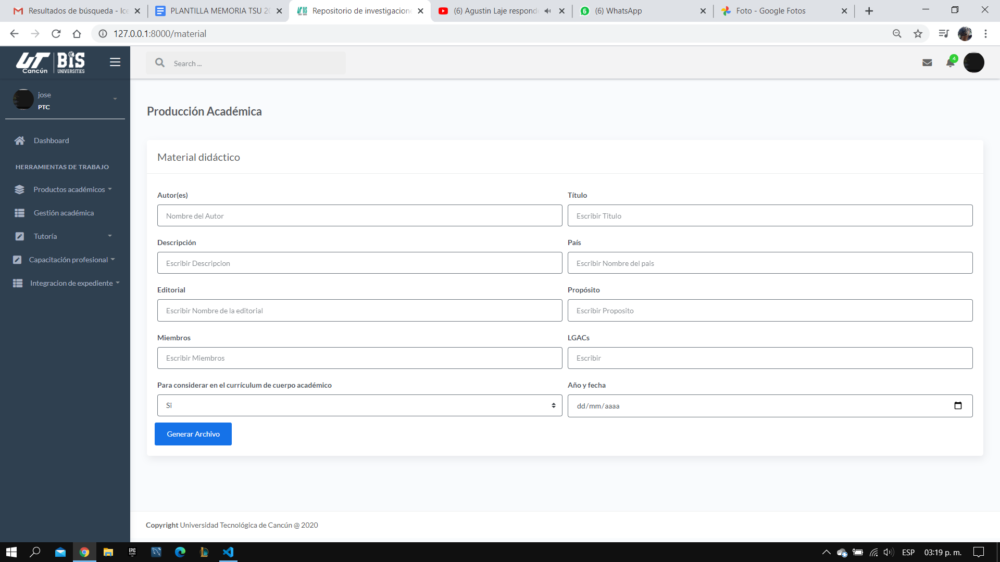 Resultados de búsqueda - Ice
PLANTILLA MEMORIA TSU 20
Repositorio de investigacione
(6) Agustin Laje responde
(6) WhatsApp
Foto - Google Fotos
127.0.0.1:8000/material
UT Cancún
BIS UNIVERSITIES
Search ...
4
jose
PTC
Producción Académica
Dashboard
HERRAMIENTAS DE TRABAJO
Productos académicos
Gestión académica
Tutoría
Capacitación profesional
Integracion de expediente
Material didáctico
Autor(es)
Nombre del Autor
Título
Escribir Titulo
Descripción
Escribir Descripcion
País
Escribir Nombre del pais
Editorial
Escribir Nombre de la editorial
Propósito
Escribir Proposito
Miembros
Escribir Miembros
LGACs
Escribir
Para considerar en el currículum de cuerpo académico
Si
Año y fecha
dd/mm/aaaa
Generar Archivo
Copyright Universidad Tecnológica de Cancún @ 2020
EPIC GAMES
ESP
03:19 p. m.